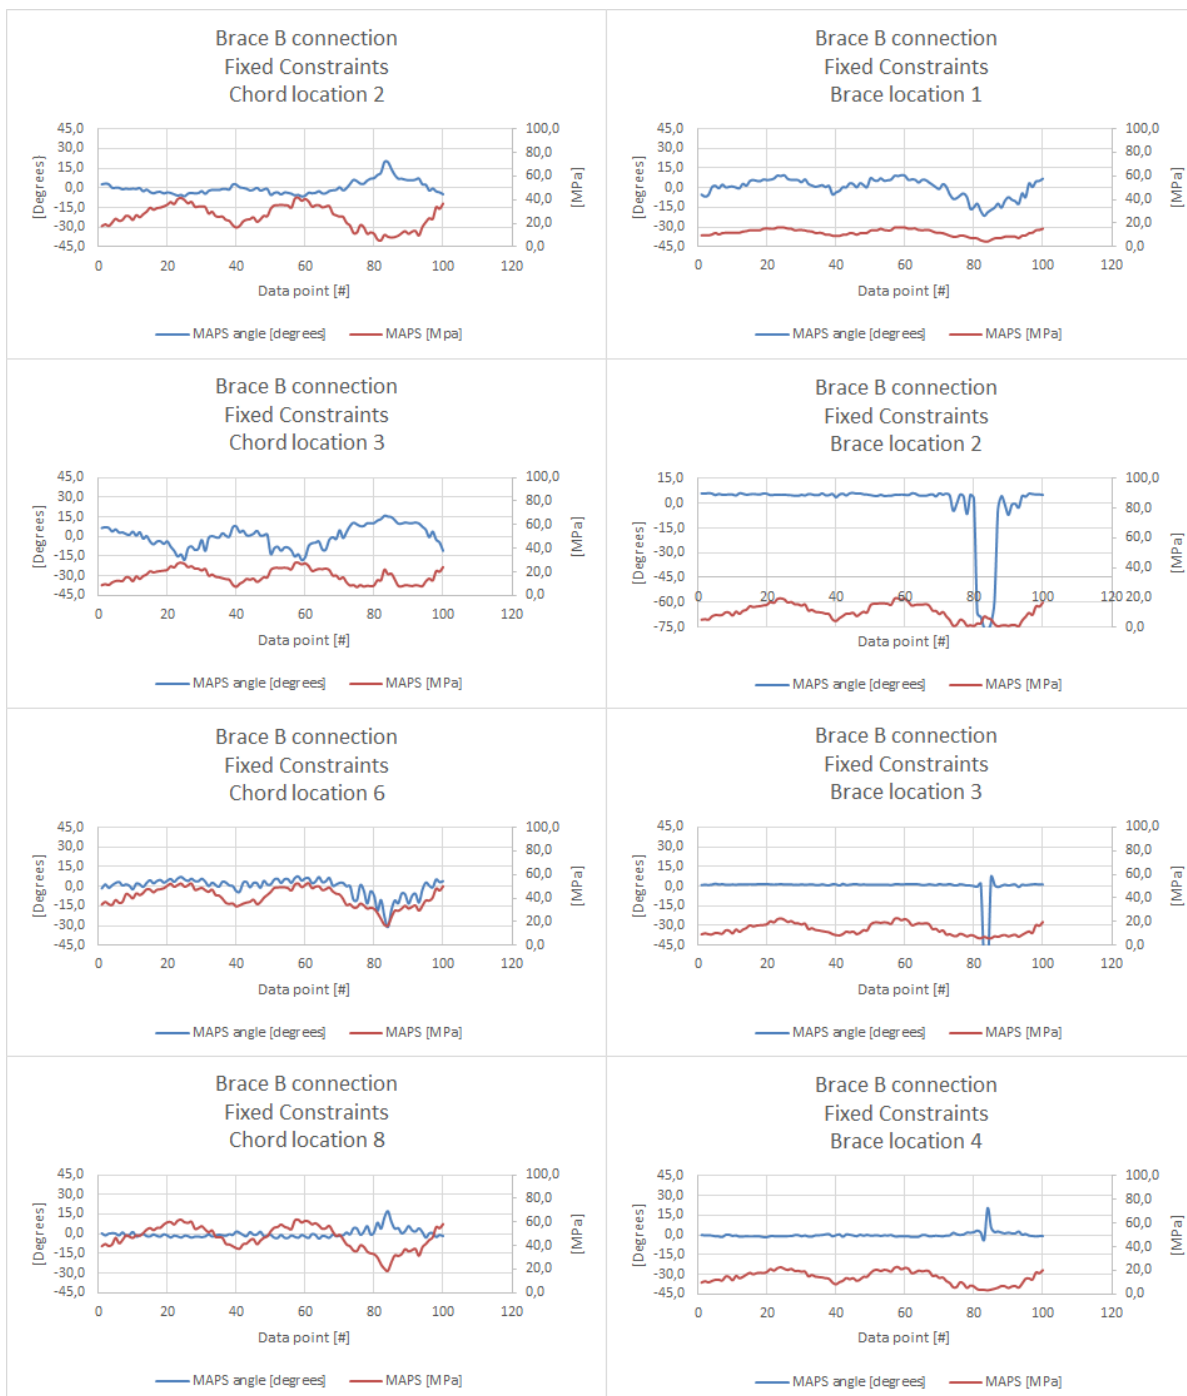 Brace B connection
Fixed Constraints
Chord location 2
45,0
30,0
15,0
0,0
-15,0
-30,0
-45,0
[Degrees]
100,0
80,0
60,0
40,0
20,0
0,0
[MPa]
0 20 40 60 80 100 120
Data point [#]
MAPS angle [degrees] MAPS [Mpa]
Brace B connection
Fixed Constraints
Brace location 1
45,0
30,0
15,0
0,0
-15,0
-30,0
-45,0
[Degrees]
100,0
80,0
60,0
40,0
20,0
0,0
[MPa]
0 20 40 60 80 100 120
Data point [#]
MAPS angle [degrees] MAPS [MPa]
Brace B connection
Fixed Constraints
Chord location 3
45,0
30,0
15,0
0,0
-15,0
-30,0
-45,0
[Degrees]
100,0
80,0
60,0
40,0
20,0
0,0
[MPa]
0 20 40 60 80 100 120
Data point [#]
MAPS angle [degrees] MAPS [MPa]
Brace B connection
Fixed Constraints
Brace location 2
15,0
0,0
-15,0
-30,0
-45,0
-60,0
-75,0
[Degrees]
100,0
80,0
60,0
40,0
20,0
0,0
[MPa]
0 20 40 60 80 100 120
Data point [#]
MAPS angle [degrees] MAPS [MPa]
Brace B connection
Fixed Constraints
Chord location 6
45,0
30,0
15,0
0,0
-15,0
-30,0
-45,0
[Degrees]
100,0
80,0
60,0
40,0
20,0
0,0
[MPa]
0 20 40 60 80 100 120
Data point [#]
MAPS angle [degrees] MAPS [MPa]
Brace B connection
Fixed Constraints
Brace location 3
45,0
30,0
15,0
0,0
-15,0
-30,0
-45,0
[Degrees]
100,0
80,0
60,0
40,0
20,0
0,0
[MPa]
0 20 40 60 80 100 120
Data point [#]
MAPS angle [degrees] MAPS [MPa]
Brace B connection
Fixed Constraints
Chord location 8
45,0
30,0
15,0
0,0
-15,0
-30,0
-45,0
[Degrees]
100,0
80,0
60,0
40,0
20,0
0,0
[MPa]
0 20 40 60 80 100 120
Data point [#]
MAPS angle [degrees] MAPS [MPa]
Brace B connection
Fixed Constraints
Brace location 4
45,0
30,0
15,0
0,0
-15,0
-30,0
-45,0
[Degrees]
100,0
80,0
60,0
40,0
20,0
0,0
[MPa]
0 20 40 60 80 100 120
Data point [#]
MAPS angle [degrees] MAPS [MPa]